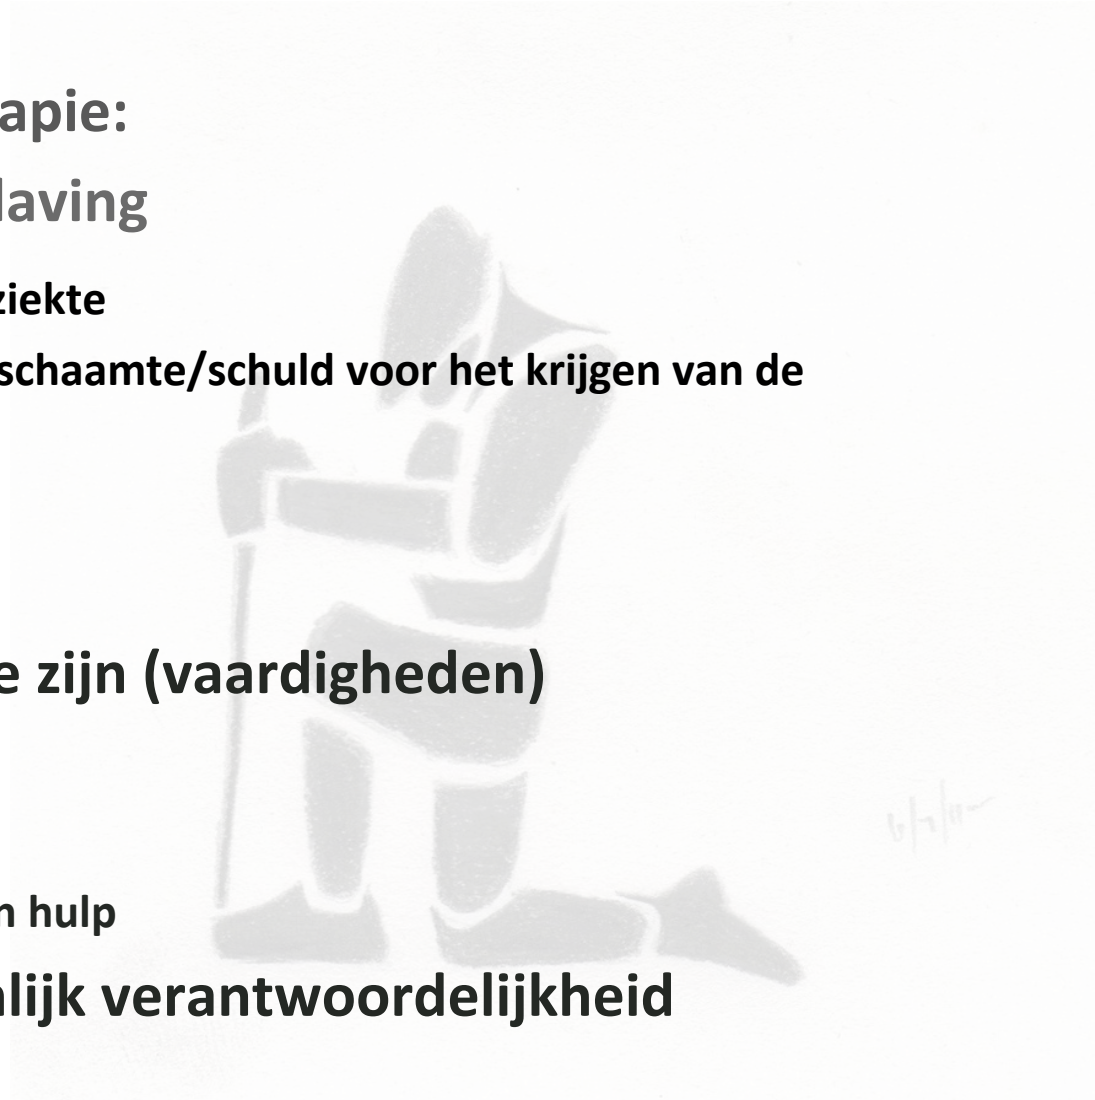 apie:
laving
ziekte
schaamte/schuld voor het krijgen van de
e zijn (vaardigheden)
n hulp
lijk verantwoordelijkheid